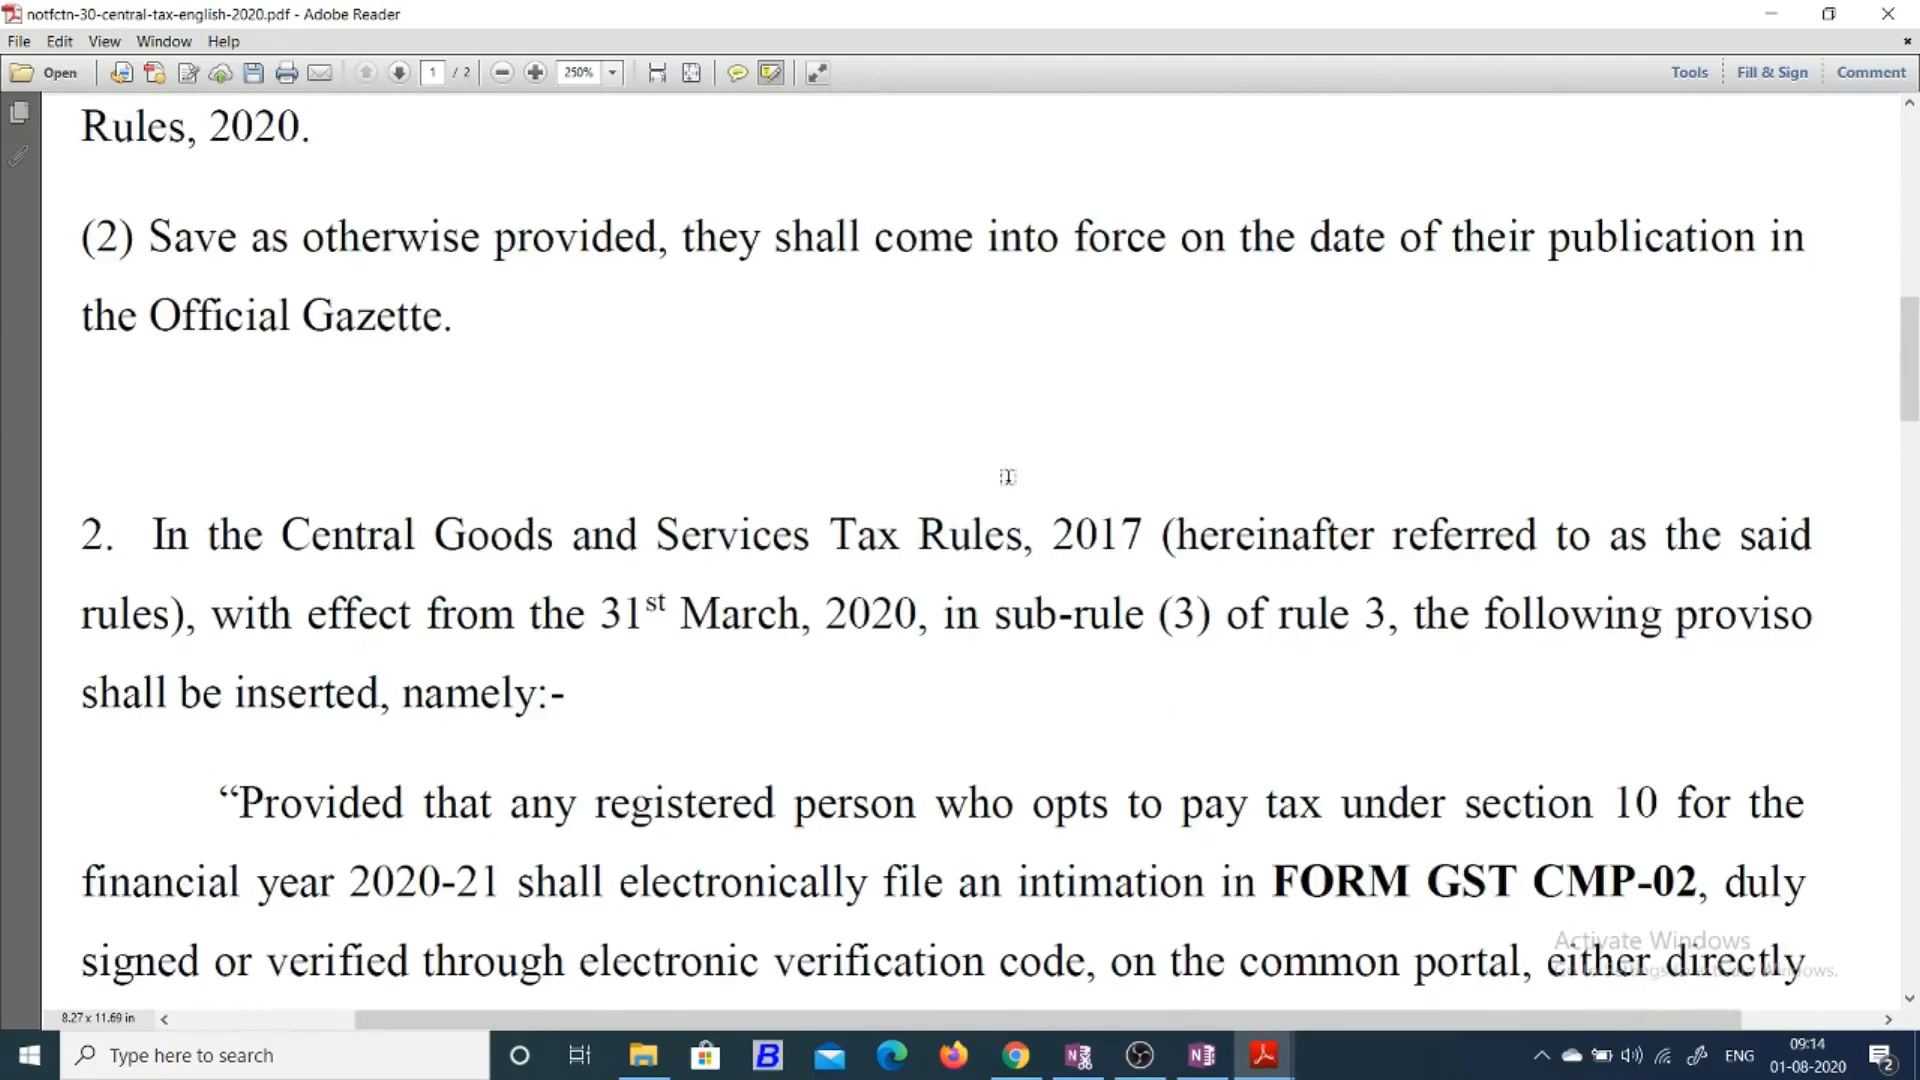 notfctn-30-central-tax-english-2020.pdf - Adobe Reader
File Edit View Window Help
Open 1 / 2 250% Tools Fill & Sign Comment
Rules, 2020.
(2) Save as otherwise provided, they shall come into force on the date of their publication in
the Official Gazette.
2. In the Central Goods and Services Tax Rules, 2017 (hereinafter referred to as the said
rules), with effect from the 31st March, 2020, in sub-rule (3) of rule 3, the following proviso
shall be inserted, namely:-
“Provided that any registered person who opts to pay tax under section 10 for the
financial year 2020-21 shall electronically file an intimation in FORM GST CMP-02, duly
Activate Windows
signed or verified through electronic verification code, on the common portal, either directly
8.27 x 11.69 in
Type here to search
ENG
09:14
01-08-2020
2